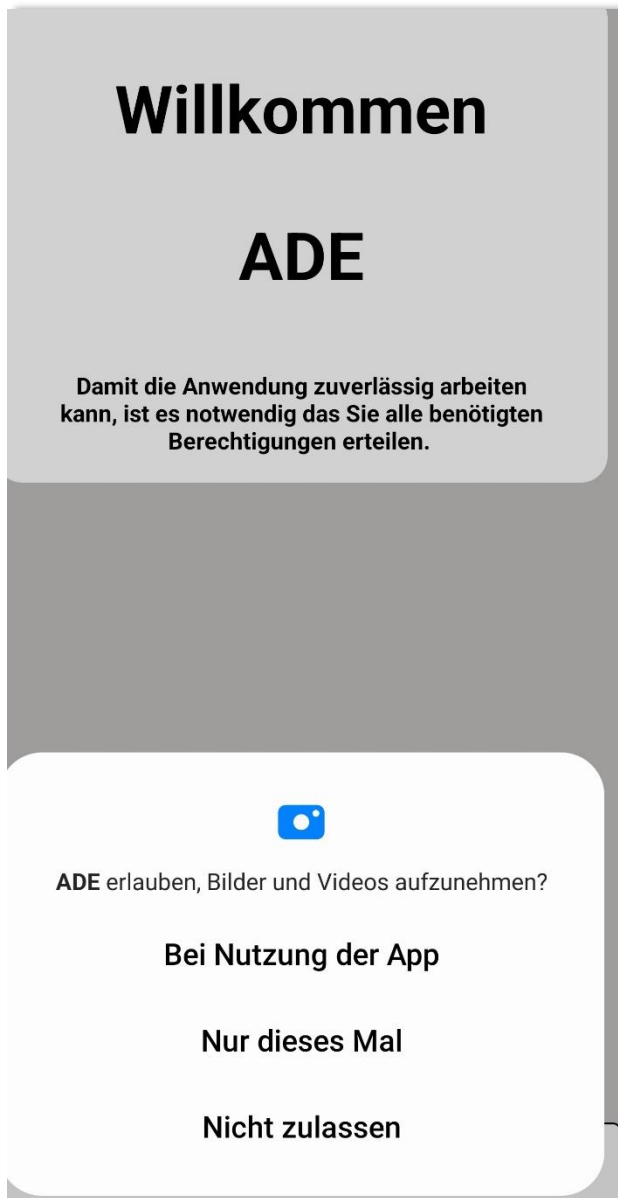 Willkommen
ADE
Damit die Anwendung zuverlässig arbeiten
kann, ist es notwendig das Sie alle benötigten
Berechtigungen erteilen.
ADE erlauben, Bilder und Videos aufzunehmen?
Bei Nutzung der App
Nur dieses Mal
Nicht zulassen